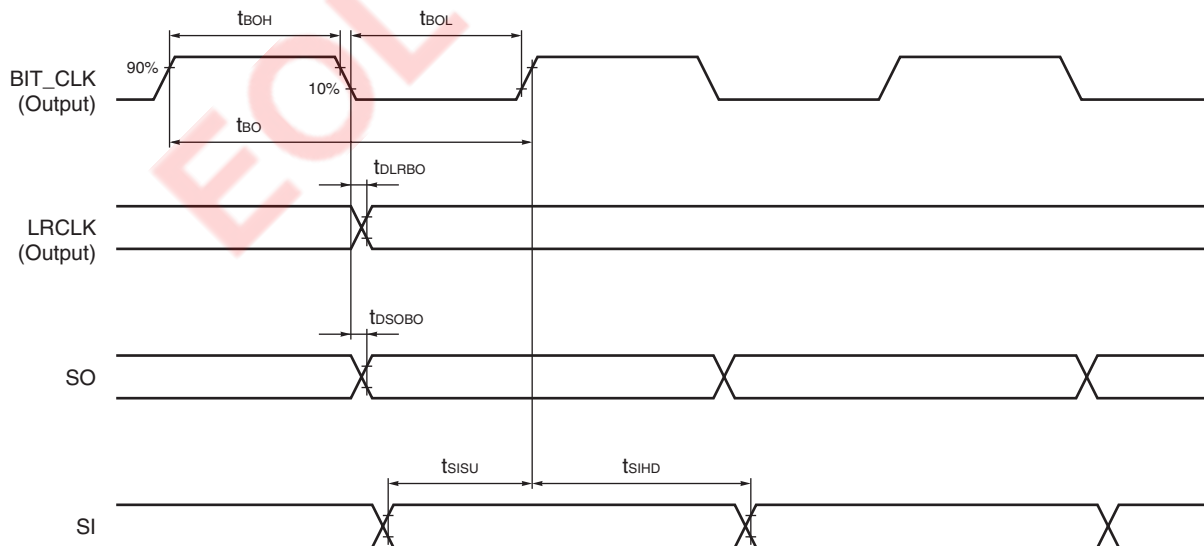 tBOH
tBOL
90%
BIT_CLK
(Output)
10%
tBO
tDLRBO
LRCLK
(Output)
tDSOBO
SO
tSISU
tSIHD
SI
EOL